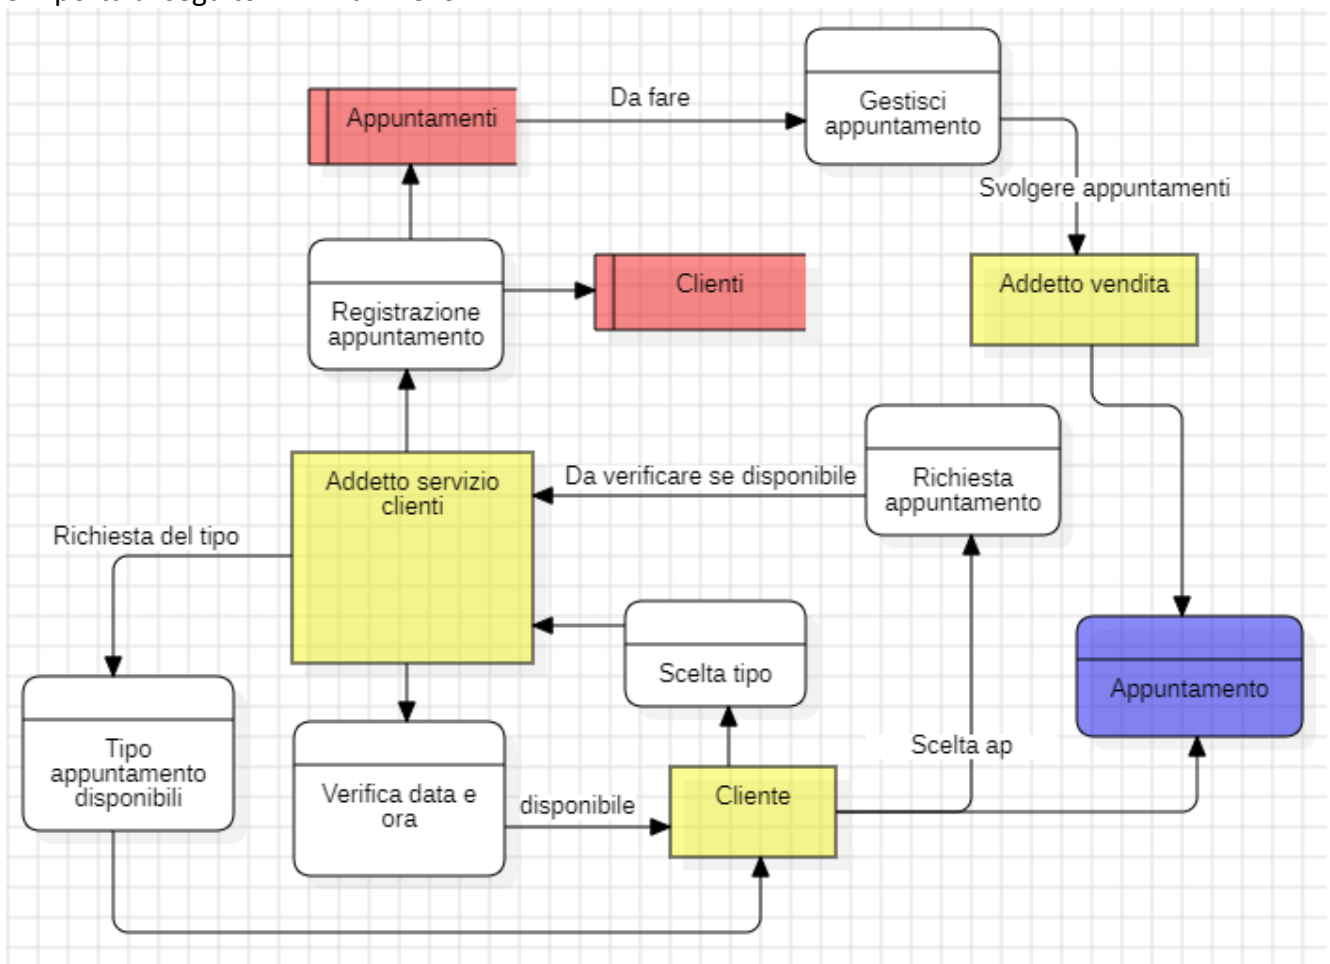 Da fare
Gestisci
appuntamento
Appuntamenti
Svolgere appuntamenti
Clienti
Addetto vendita
Registrazione
appuntamento
Addetto servizio
clienti
Da verificare se disponibile
Richiesta
appuntamento
Richiesta del tipo
Scelta tipo
Appuntamento
Scelta ap
Tipo
appuntamento
disponibili
Verifica data e
ora
disponibile
Cliente